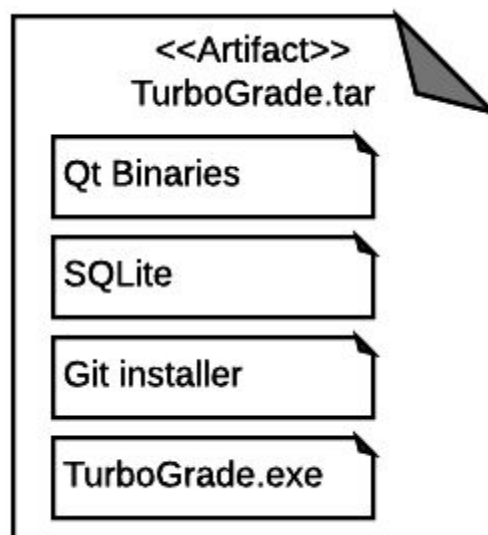 <<Artifact>>
TurboGrade.tar
Qt Binaries
SQLite
Git installer
TurboGrade.exe